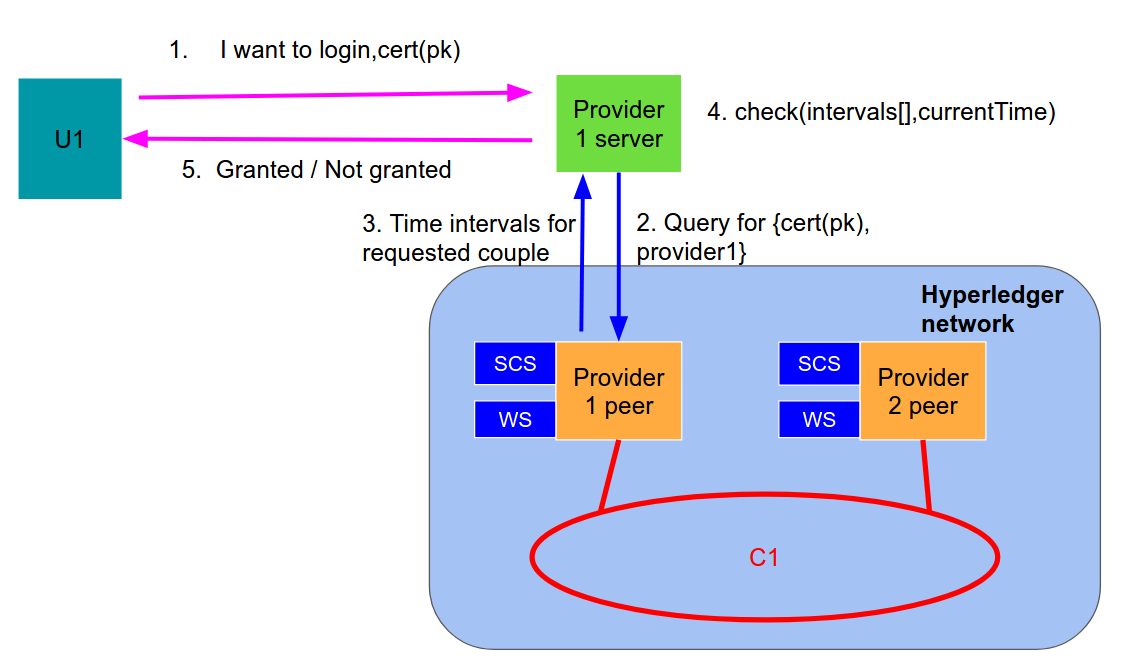 1. I want to login,cert(pk)
U1
Provider
1 server
4. check(intervals[],currentTime)
5. Granted / Not granted
3. Time intervals for
requested couple
2. Query for {cert(pk),
provider1}
Hyperledger
network
SCS
WS
Provider
1 peer
SCS
WS
Provider
2 peer
C1